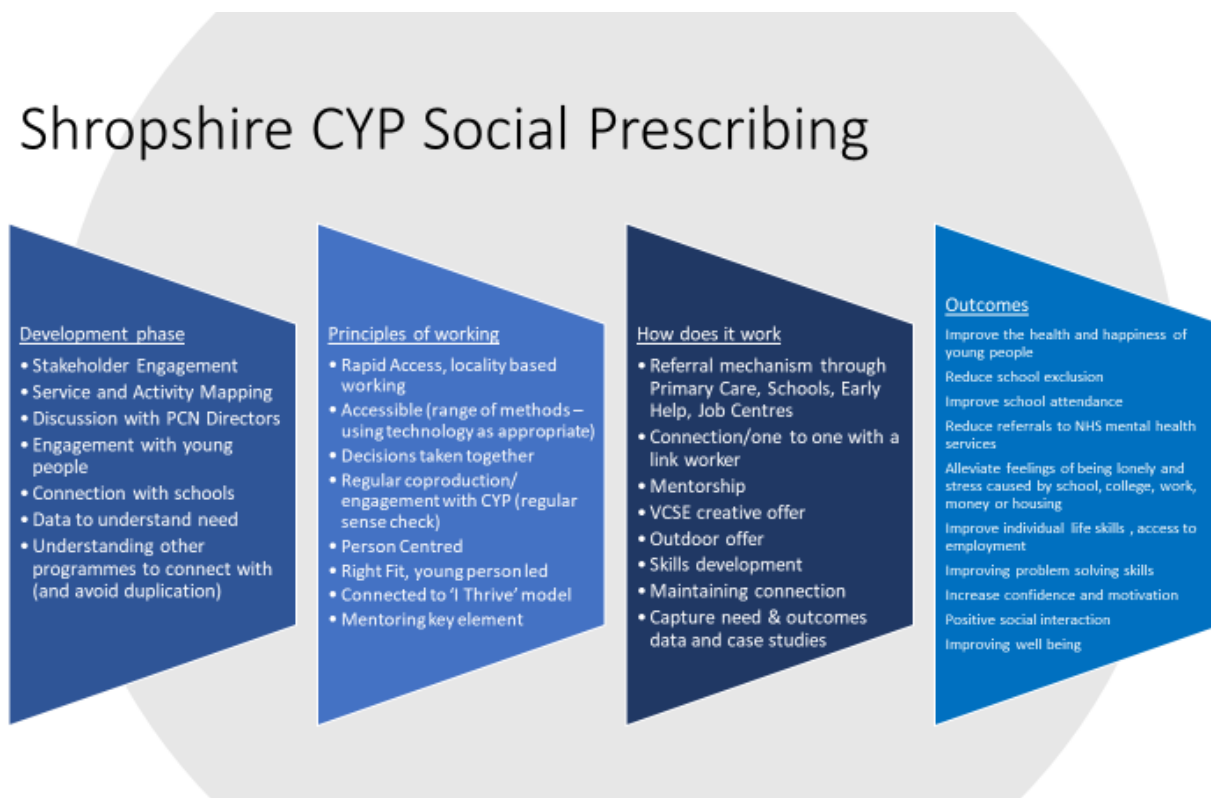 Shropshire CYP Social Prescribing
Development phase
• Stakeholder Engagement
• Service and Activity Mapping
• Discussion with PCN Directors
• Engagement with young
people
• Connection with schools
• Data to understand need
• Understanding other
programmes to connect with
(and avoid duplication)
Principles of working
• Rapid Access, locality based
working
• Accessible (range of methods –
using technology as appropriate)
• Decisions taken together
• Regular coproduction/
engagement with CYP (regular
sense check)
• Person Centred
• Right Fit, young person led
• Connected to ‘I Thrive’ model
• Mentoring key element
How does it work
• Referral mechanism through
Primary Care, Schools, Early
Help, Job Centres
• Connection/one to one with a
link worker
• Mentorship
• VCSE creative offer
• Outdoor offer
• Skills development
• Maintaining connection
• Capture need & outcomes
data and case studies
Outcomes
Improve the health and happiness of
young people
Reduce school exclusion
Improve school attendance
Reduce referrals to NHS mental health
services
Alleviate feelings of being lonely and
stress caused by school, college, work,
money or housing
Improve individual life skills , access to
employment
Improving problem solving skills
Increase confidence and motivation
Positive social interaction
Improving well being